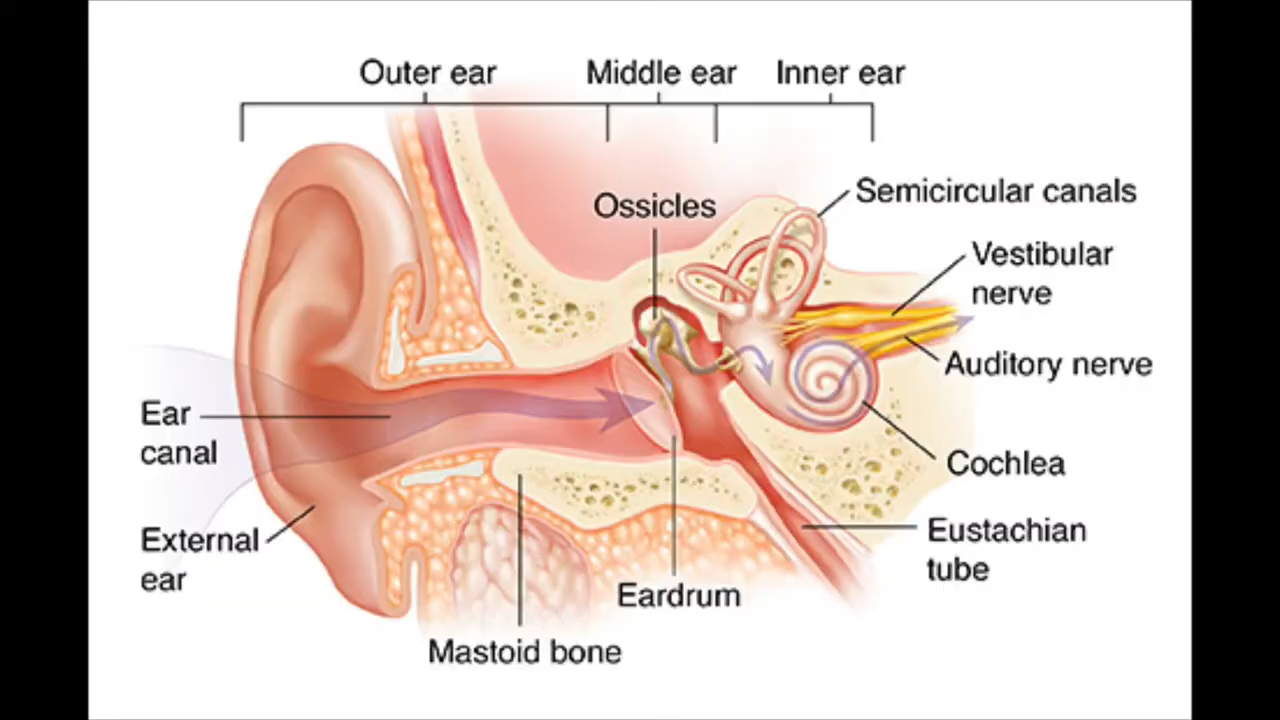 Outer ear
Middle ear
Inner ear
Ossicles
Semicircular canals
Vestibular
nerve
Auditory nerve
Ear
canal
Cochlea
External
ear
Eustachian
tube
Eardrum
Mastoid bone